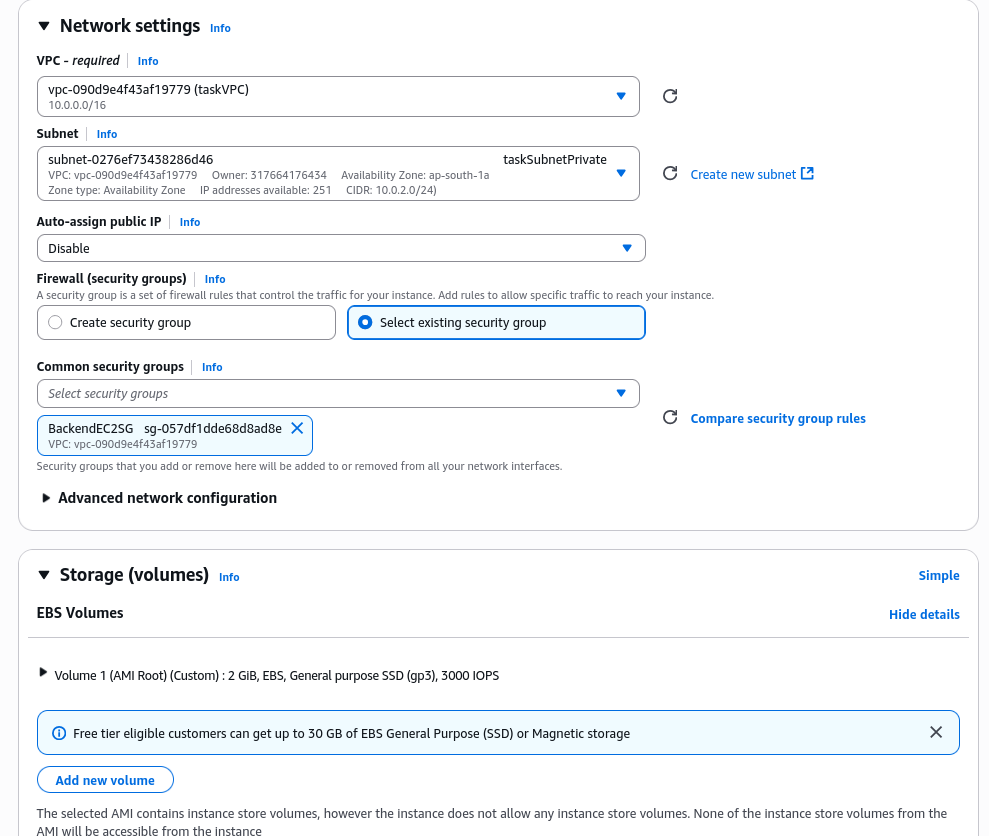 Network settings Info
VPC - required Info
vpc-090d9e4f43af19779 (taskVPC)
10.0.0.0/16
Subnet Info
subnet-0276ef73438286d46 taskSubnetPrivate
VPC: vpc-090d9e4f43af19779 Owner: 317664176434 Availability Zone: ap-south-1a
Zone type: Availability Zone IP addresses available: 251 CIDR: 10.0.2.0/24)
Create new subnet
Auto-assign public IP Info
Disable
Firewall (security groups) Info
A security group is a set of firewall rules that control the traffic for your instance. Add rules to allow specific traffic to reach your instance.
Create security group Select existing security group
Common security groups Info
Select security groups
BackendEC2SG sg-057df1dde68d8ad8e
VPC: vpc-090d9e4f43af19779
Compare security group rules
Security groups that you add or remove here will be added to or removed from all your network interfaces.
Advanced network configuration
Storage (volumes) Info Simple
EBS Volumes Hide details
Volume 1 (AMI Root) (Custom) : 2 GiB, EBS, General purpose SSD (gp3), 3000 IOPS
Free tier eligible customers can get up to 30 GB of EBS General Purpose (SSD) or Magnetic storage
Add new volume
The selected AMI contains instance store volumes, however the instance does not allow any instance store volumes. None of the instance store volumes from the
AMI will be accessible from the instance